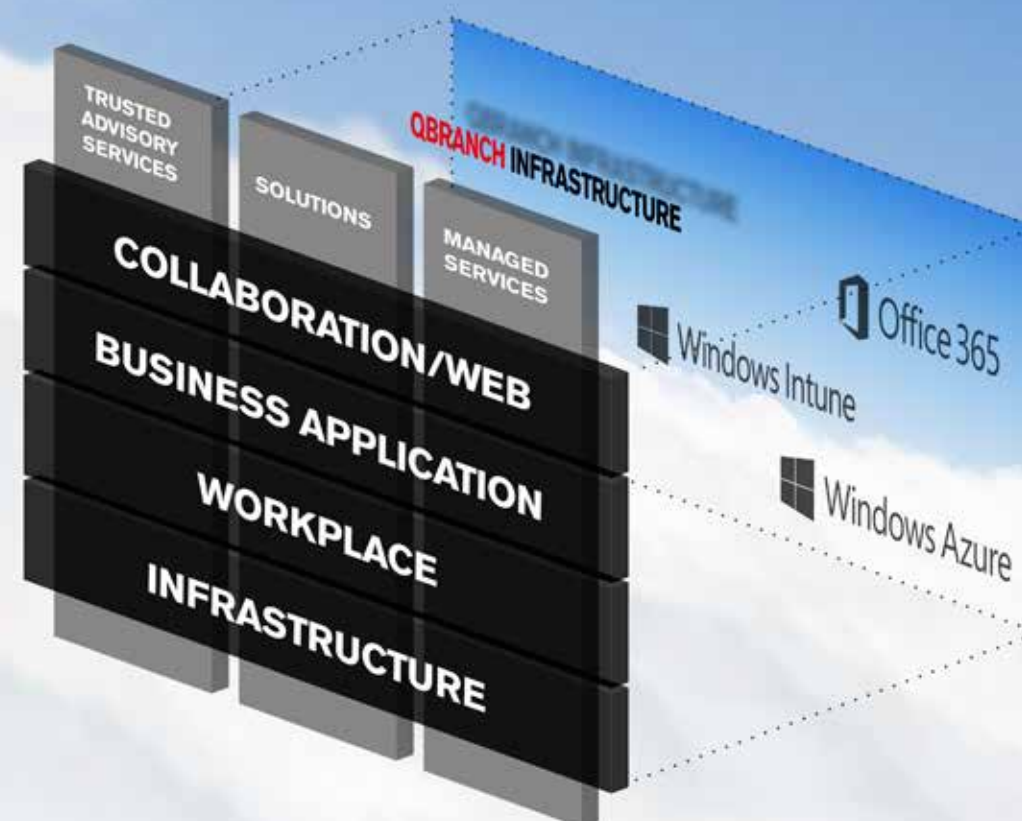 TRUSTED
ADVISORY
SERVICES
SOLUTIONS
MANAGED
SERVICES
COLLABORATION/WEB
BUSINESS APPLICATION
WORKPLACE
INFRASTRUCTURE
QBRANCH INFRASTRUCTURE
Office 365
Windows Intune
Windows Azure